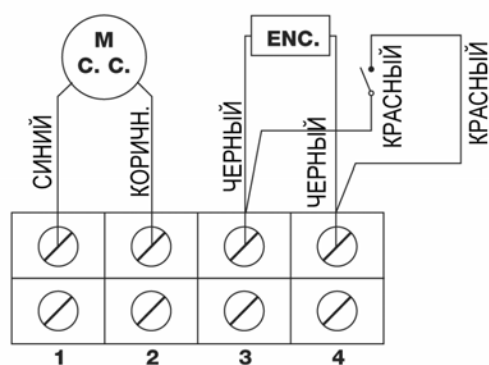 M
C. C.
ENC.
СИНИЙ
КОРИЧН.
ЧЕРНЫЙ
ЧЕРНЫЙ
КРАСНЫЙ
КРАСНЫЙ
1 2 3 4